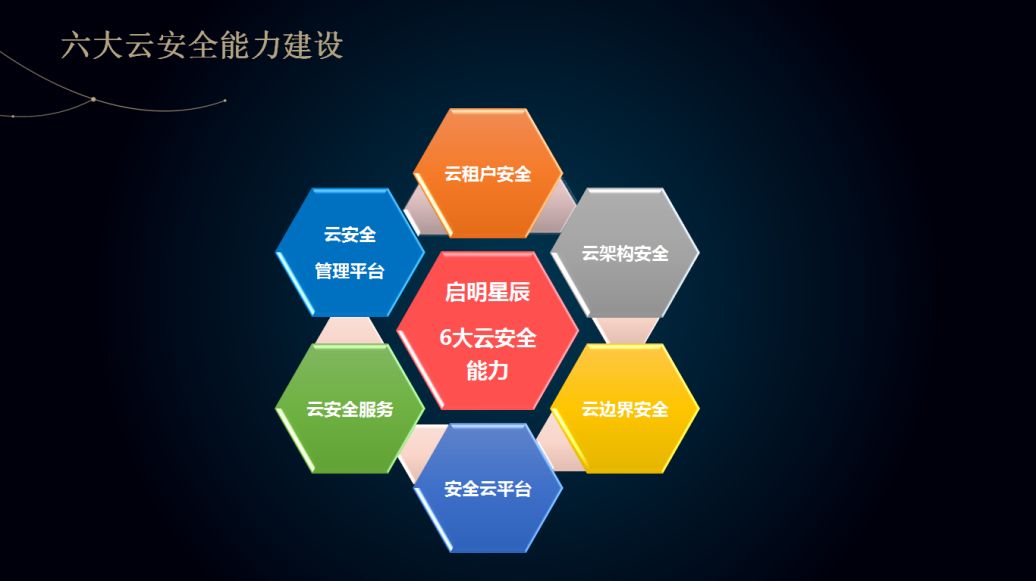 六大云安全能力建设
云租户安全
云安全
管理平台
云架构安全
启明星辰
6大云安全
能力
云安全服务
云边界安全
安全云平台